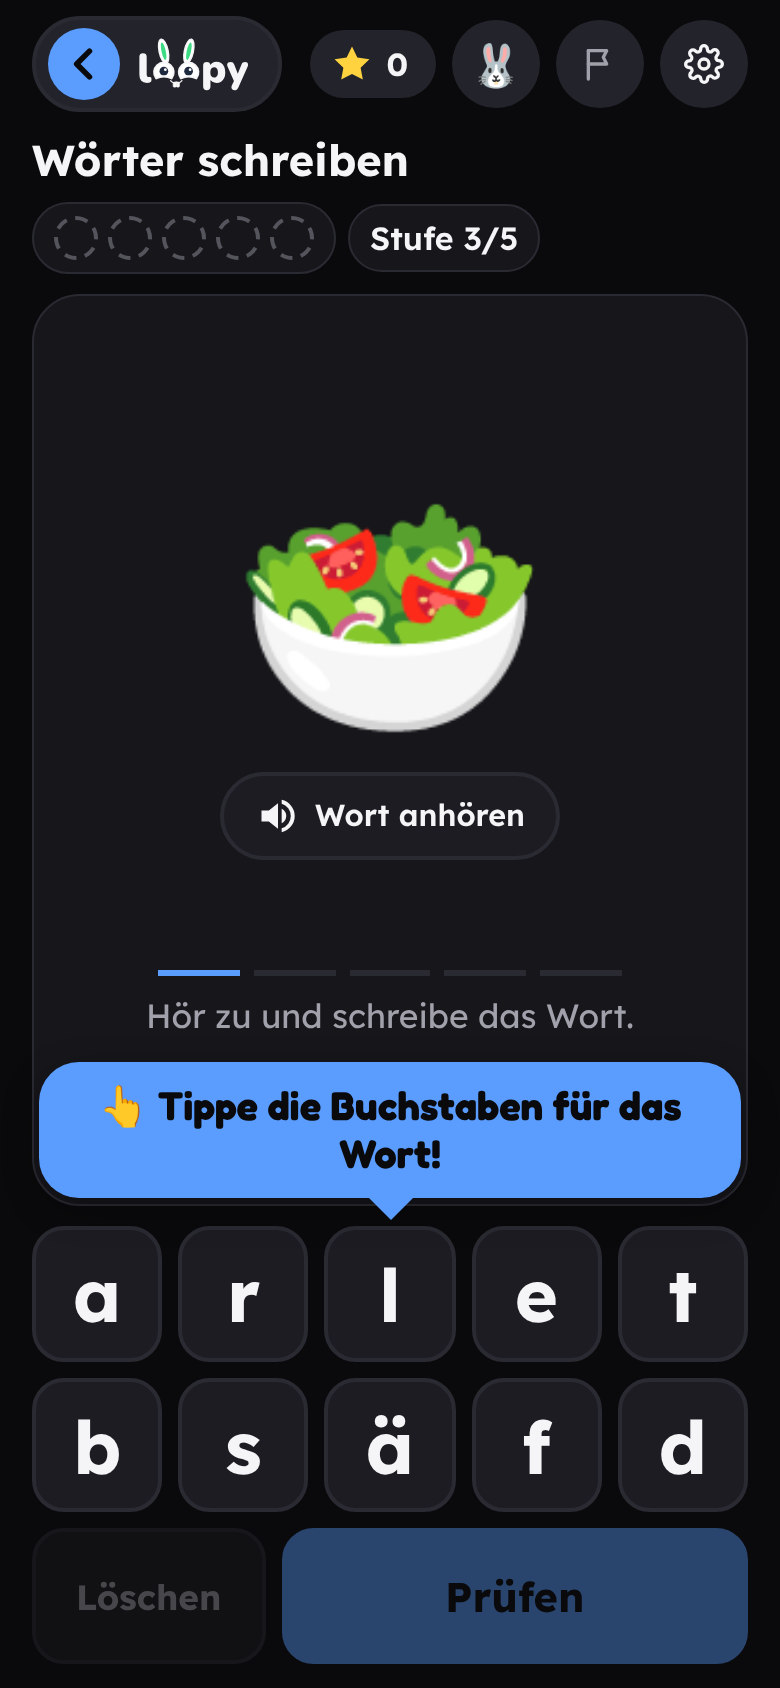 loopy
0
Wörter schreiben
Stufe 3/5
Wort anhören
Hör zu und schreibe das Wort.
👆 Tippe die Buchstaben für das
Wort!
a r l e t
b s ä f d
Löschen Prüfen